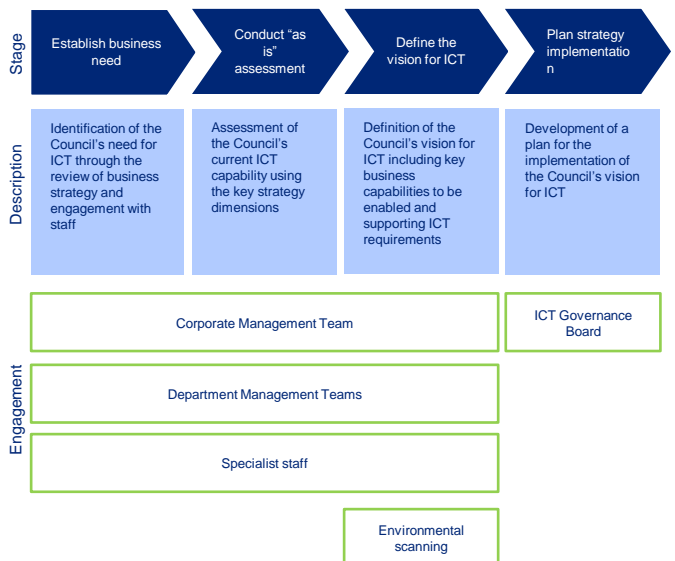 Stage
Establish business
need
Conduct “as
is”
assessment
Define the
vision for ICT
Plan strategy
implementatio
n
Description
Identification of the
Council’s need for
ICT through the
review of business
strategy and
engagement with
staff
Assessment of
the Council’s
current ICT
capability using
the key strategy
dimensions
Definition of the
Council’s vision for
ICT including key
business
capabilities to be
enabled and
supporting ICT
requirements
Development of a
plan for the
implementation of
the Council’s vision
for ICT
Engagement
Corporate Management Team
ICT Governance
Board
Department Management Teams
Specialist staff
Environmental
scanning